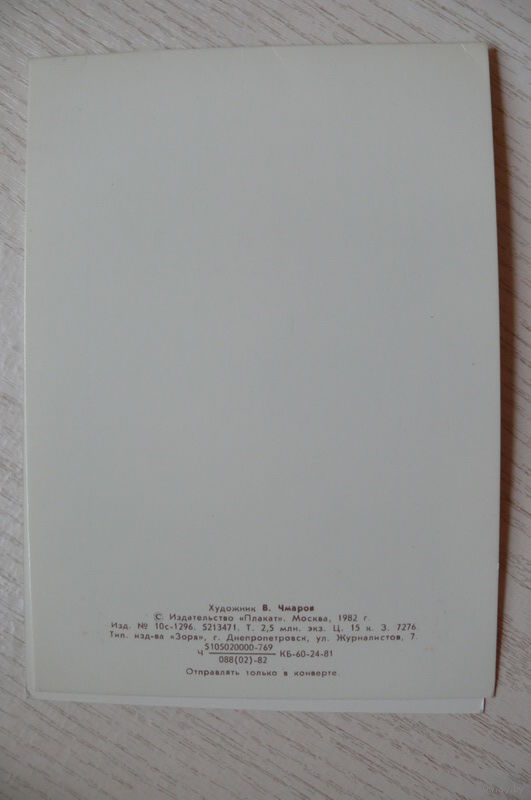 Художник В. Чмаров
© Издательство «Плакат». Москва, 1982 г.
Изд. № 10с-1296. S213471. Т. 2,5 млн. экз. Ц. 15 к. З. 7276.
Тип. изд-ва «Зоря», г. Днепропетровск, ул. Журналистов, 7.
Ч 5105020000-769 КБ-60-24-81
088(02)-82
Отправлять только в конверте.